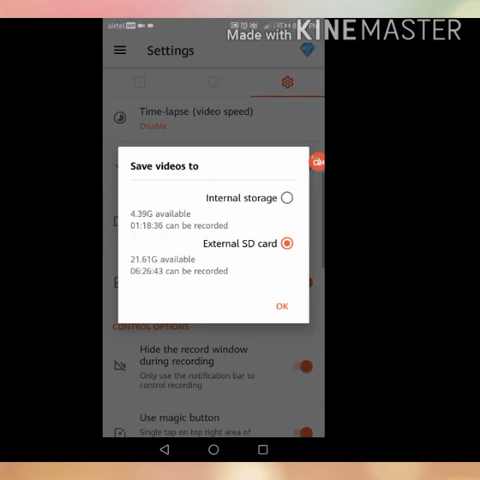 airtel
Made with KINEMASTER
Settings
Time-lapse (video speed)
Disable
Save videos to
Internal storage
4.39G available
01:18:36 can be recorded
External SD card
21.61G available
06:26:43 can be recorded
OK
CONTROL OPTIONS
Hide the record window
during recording
Only use the notification bar to
control recording
Use magic button
Single tap on top right area of